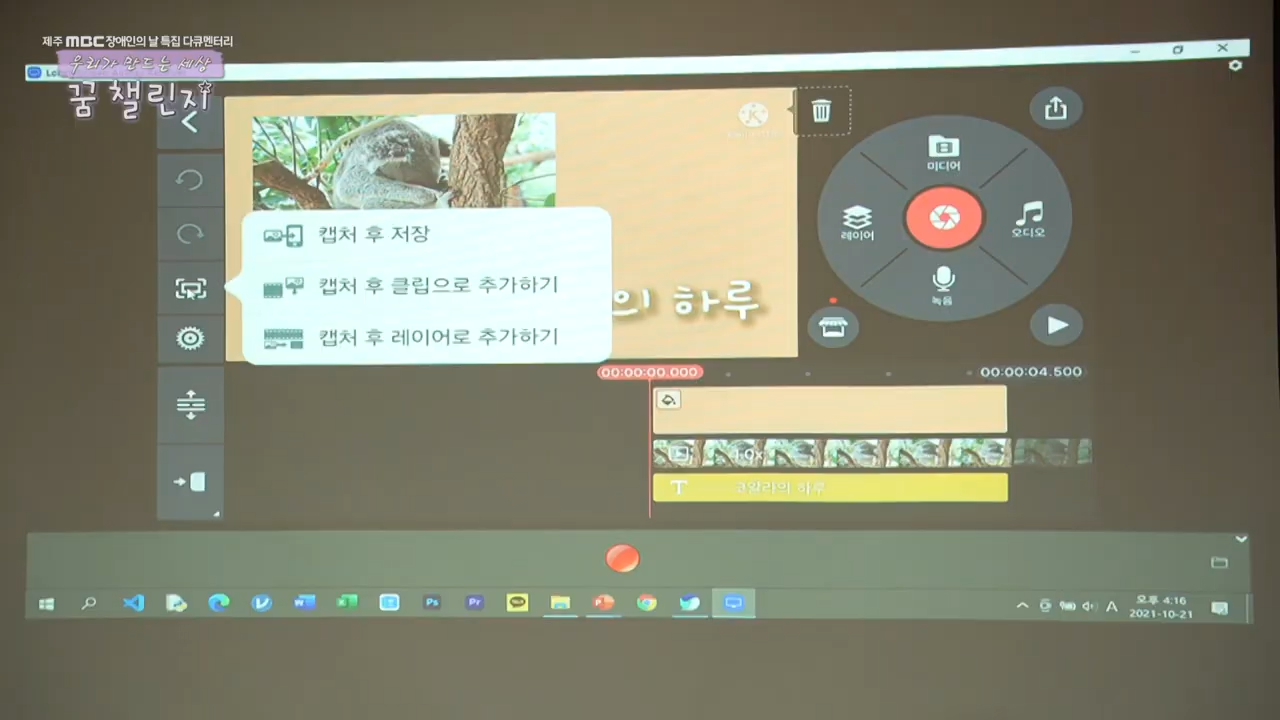 제주 MBC 장애인의 날 특집 다큐멘터리
우리가 만드는 세상
꿈 챌린지
캡처 후 저장
캡처 후 클립으로 추가하기
캡처 후 레이어로 추가하기
의 하루
미디어
레이어
오디오
녹음
00:00:00.000
00:00:04.500
1.0x
T 코알라의 하루
Ps
Pr
A
오후 4:16
2021-10-21